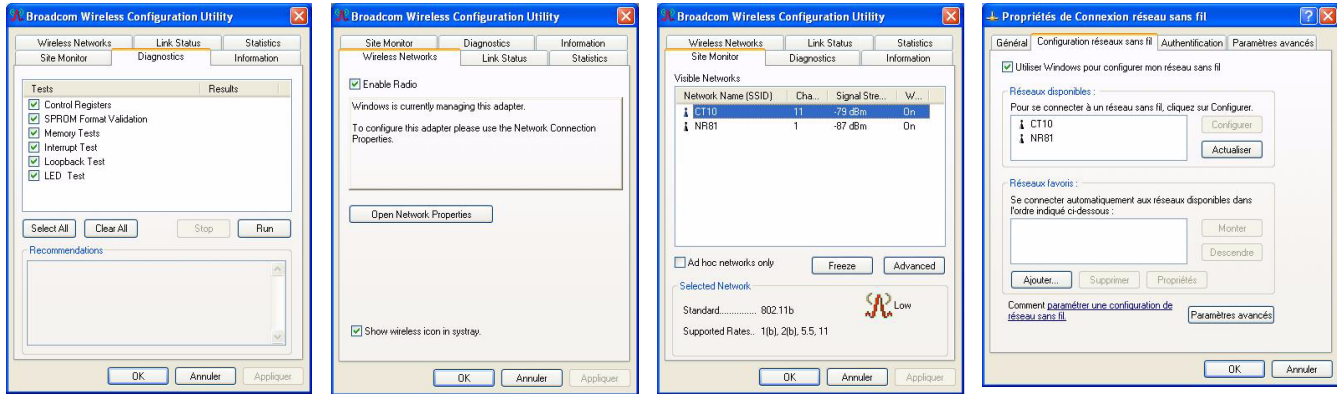 Broadcom Wireless Configuration Utility
Wireless Networks Link Status Statistics
Site Monitor Diagnostics Information
Tests Results
Control Registers
SPROM Format Validation
Memory Tests
Interrupt Test
Loopback Test
LED Test
Select All Clear All Stop Run
Recommendations
OK Annuler Appliquer
Broadcom Wireless Configuration Utility
Site Monitor Diagnostics Information
Wireless Networks Link Status Statistics
Enable Radio
Windows is currently managing this adapter.
To configure this adapter please use the Network Connection
Properties.
Open Network Properties
Show wireless icon in systray.
OK Annuler Appliquer
Broadcom Wireless Configuration Utility
Wireless Networks Link Status Statistics
Site Monitor Diagnostics Information
Visible Networks
Network Name (SSID) Cha... Signal Stre... W...
CT10 11 -79 dBm On
NR81 1 -87 dBm On
Ad hoc networks only Freeze Advanced
Selected Network
Standard.............. 802.11b Low
Supported Rates.. 1(b), 2(b), 5.5, 11
OK Annuler Appliquer
Propriétés de Connexion réseau sans fil
Général Configuration réseaux sans fil Authentification Paramètres avancés
Utiliser Windows pour configurer mon réseau sans fil
Réseaux disponibles :
Pour se connecter à un réseau sans fil, cliquez sur Configurer.
CT10 Configurer
NR81
Actualiser
Réseaux favoris :
Se connecter automatiquement aux réseaux disponibles dans
l'ordre indiqué ci-dessous :
Monter
Descendre
Ajouter... Supprimer Propriétés
Comment paramétrer une configuration de
réseau sans fil. Paramètres avancés
OK Annuler